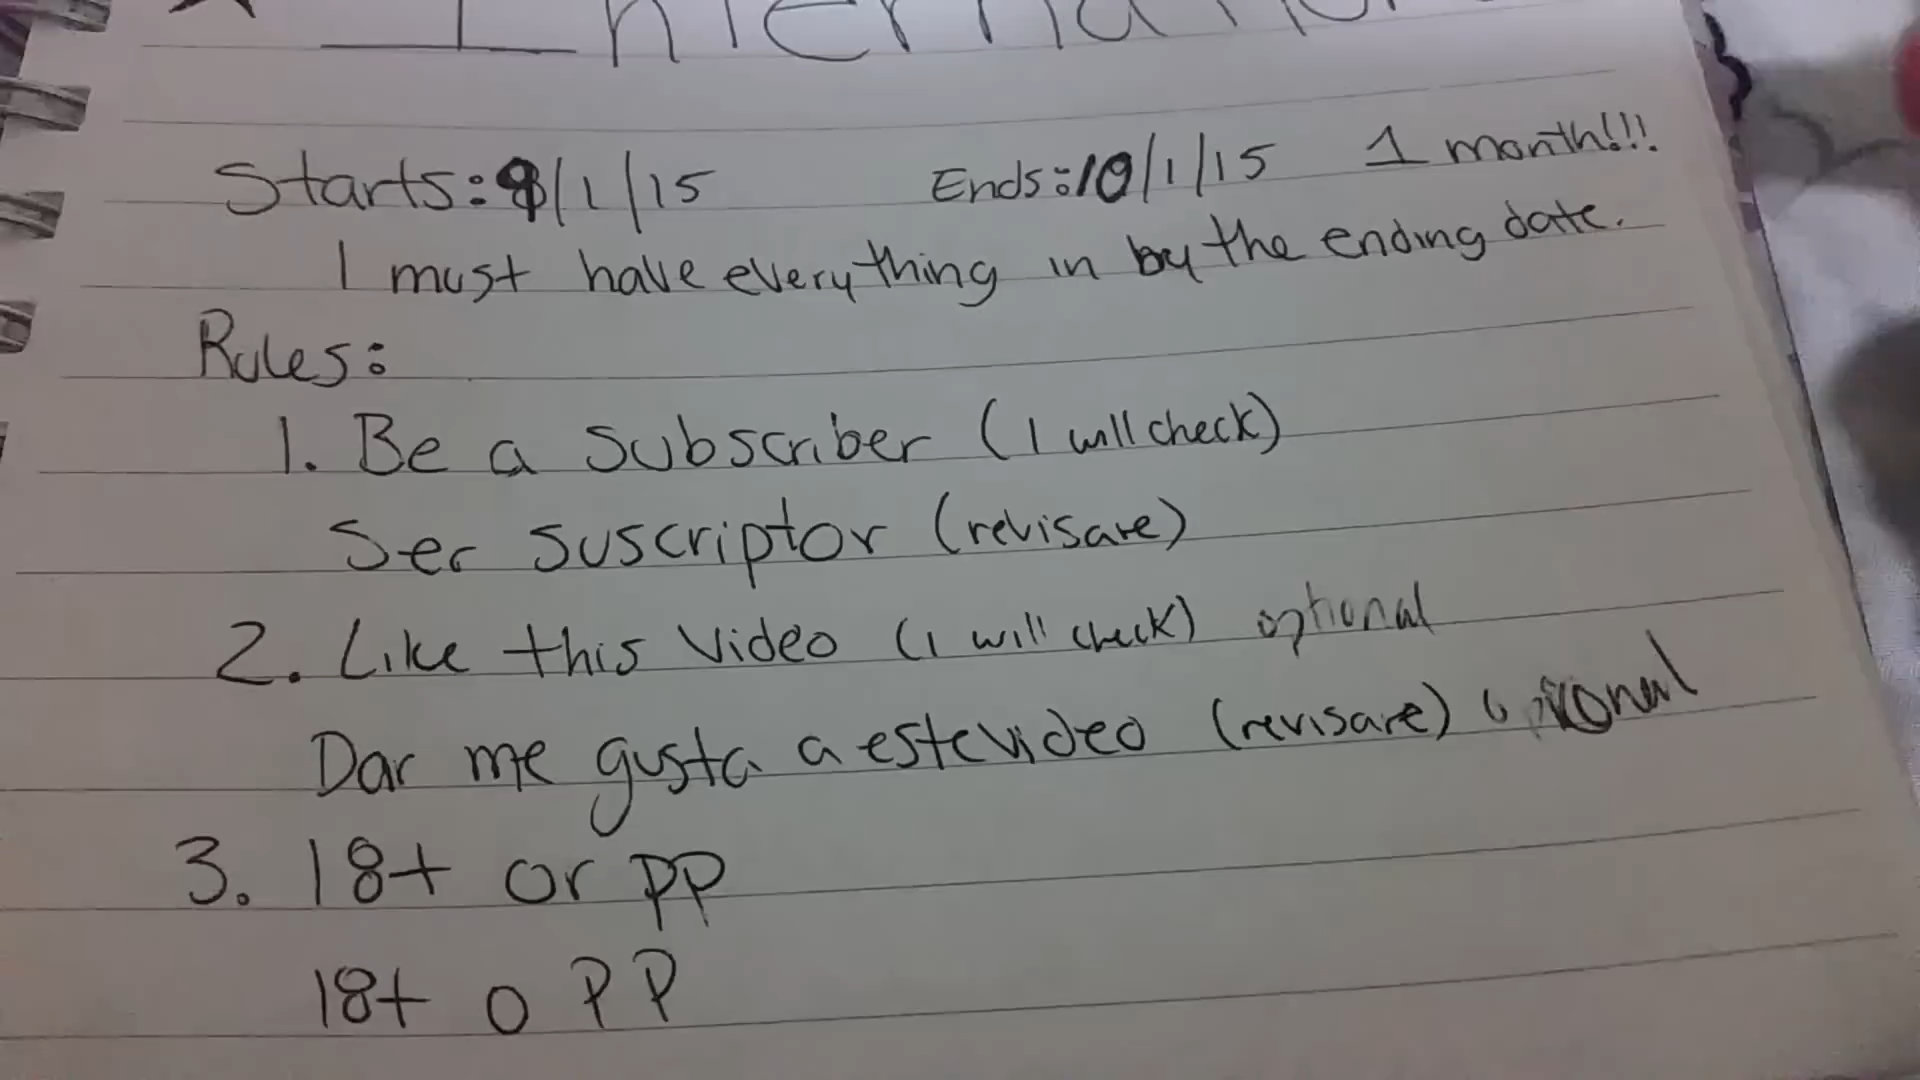 Starts: 9/1/15 Ends: 10/1/15 1 month!!!
I must have everything in by the ending date.
Rules:
1. Be a subscriber (I will check)
Ser suscriptor (revisare)
2. Like this video (I will check) optional
Dar me gusta a este video (revisare)
3. 18+ or PP
18+ o PP